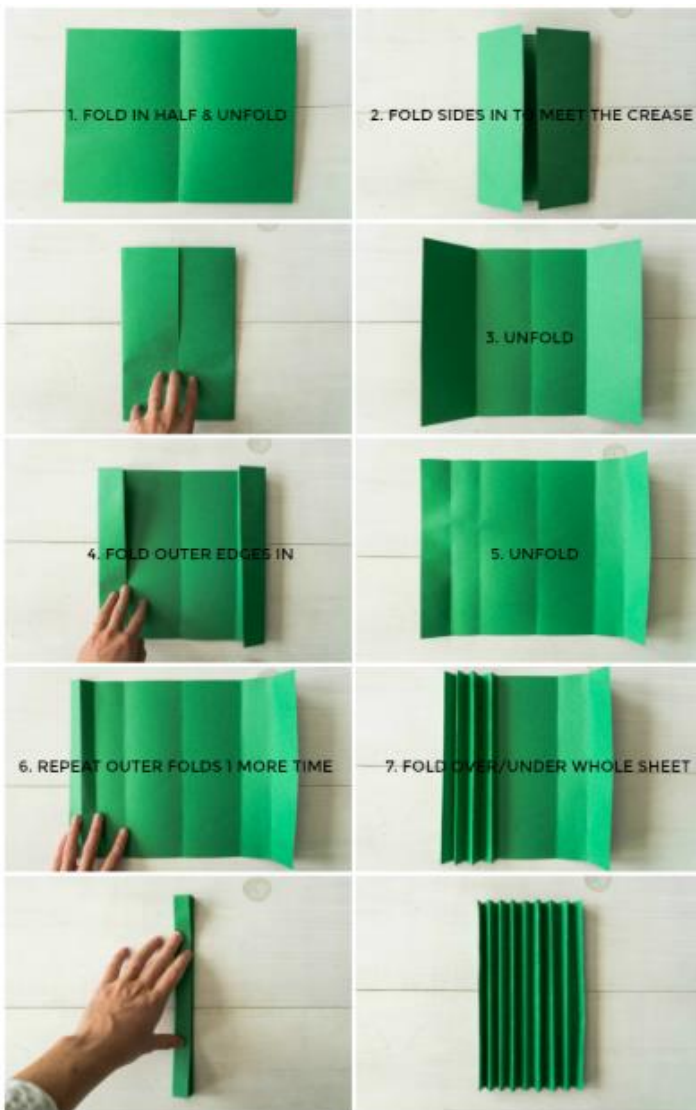 1. FOLD IN HALF & UNFOLD
2. FOLD SIDES IN TO MEET THE CREASE
3. UNFOLD
4. FOLD OUTER EDGES IN
5. UNFOLD
6. REPEAT OUTER FOLDS 1 MORE TIME
7. FOLD OVER/UNDER WHOLE SHEET